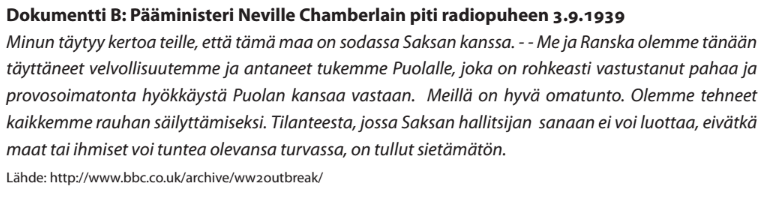 Dokumentti B: Pääministeri Neville Chamberlain piti radiopuheen 3.9.1939
Minun täytyy kertoa teille, että tämä maa on sodassa Saksan kanssa. - - Me ja Ranska olemme tänään
täyttäneet velvollisuutemme ja antaneet tukemme Puolalle, joka on rohkeasti vastustanut pahaa ja
provosoimatonta hyökkäystä Puolan kansaa vastaan.  Meillä on hyvä omatunto. Olemme tehneet
kaikkemme rauhan säilyttämiseksi. Tilanteesta, jossa Saksan hallitsijan  sanaan ei voi luottaa, eivätkä
maat tai ihmiset voi tuntea olevansa turvassa, on tullut sietämätön.
Lähde: http://www.bbc.co.uk/archive/ww2outbreak/